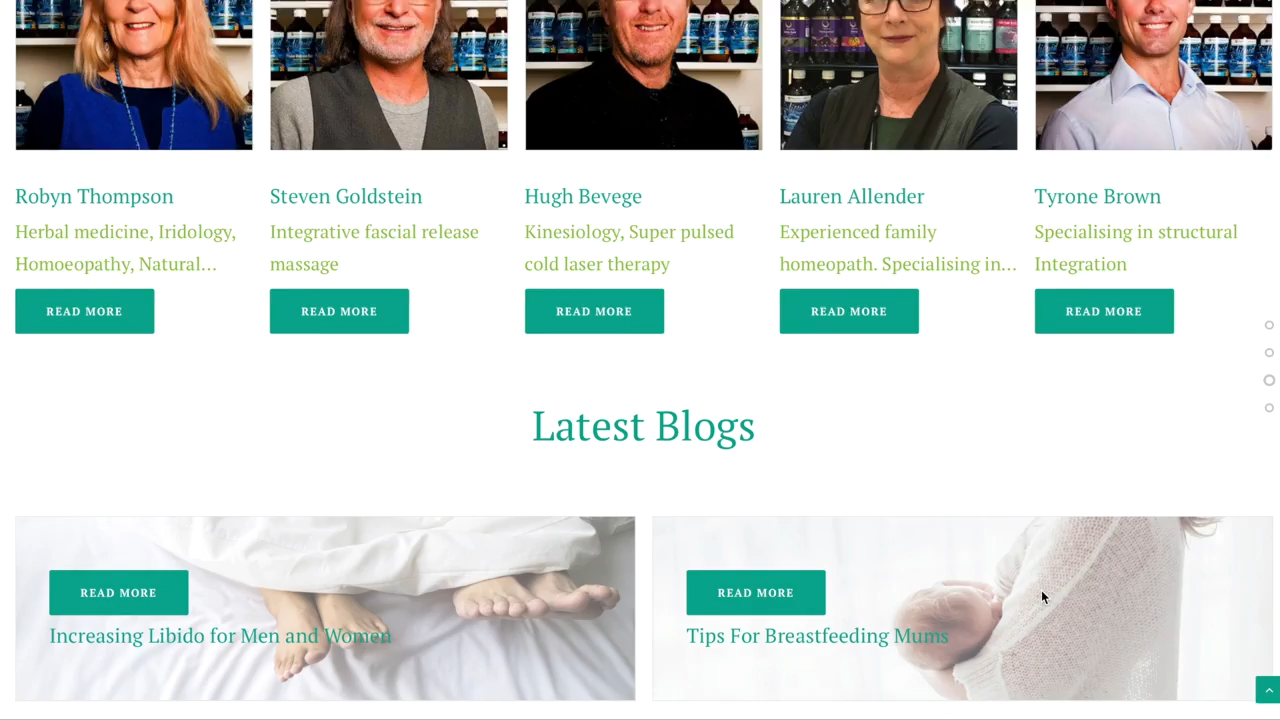 Robyn Thompson
Herbal medicine, Iridology,
Homoeopathy, Natural...
READ MORE
Steven Goldstein
Integrative fascial release
massage
READ MORE
Hugh Bevege
Kinesiology, Super pulsed
cold laser therapy
READ MORE
Lauren Allender
Experienced family
homeopath. Specialising in...
READ MORE
Tyrone Brown
Specialising in structural
Integration
READ MORE
Latest Blogs
READ MORE
Increasing Libido for Men and Women
READ MORE
Tips For Breastfeeding Mums